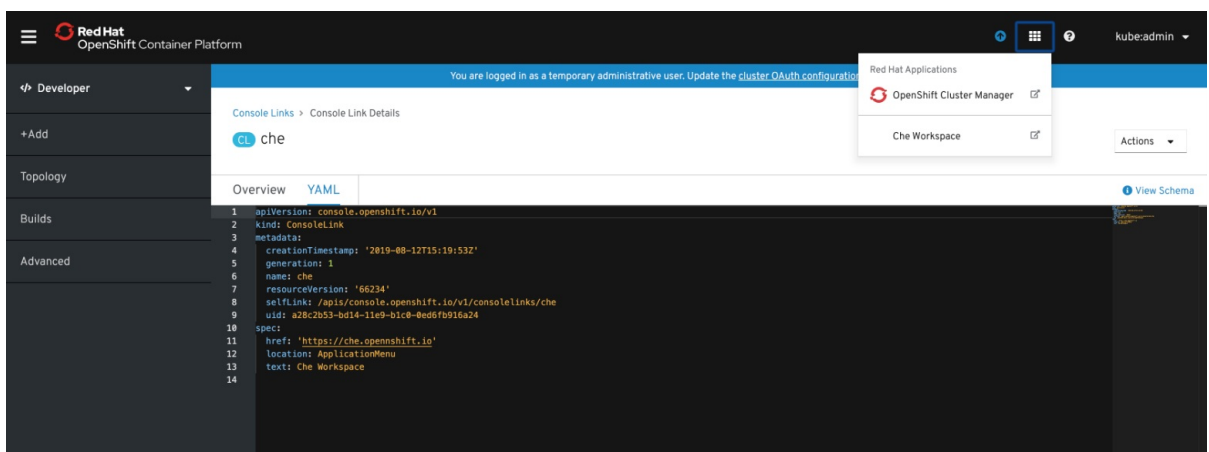 Red Hat
OpenShift Container Platform
kube:admin
</> Developer
You are logged in as a temporary administrative user. Update the cluster OAuth configuration
Red Hat Applications
OpenShift Cluster Manager
Che Workspace
Console Links > Console Link Details
CL che
Actions
+Add
Topology
Builds
Advanced
Overview YAML
View Schema
1 apiVersion: console.openshift.io/v1
2 kind: ConsoleLink
3 metadata:
4 creationTimestamp: '2019-08-12T15:19:53Z'
5 generation: 1
6 name: che
7 resourceVersion: '66234'
8 selfLink: /apis/console.openshift.io/v1/consolelinks/che
9 uid: a28c2b53-bd14-11e9-b1c0-0ed6fb916a24
10 spec:
11 href: 'https://che.opennshift.io'
12 location: ApplicationMenu
13 text: Che Workspace
14